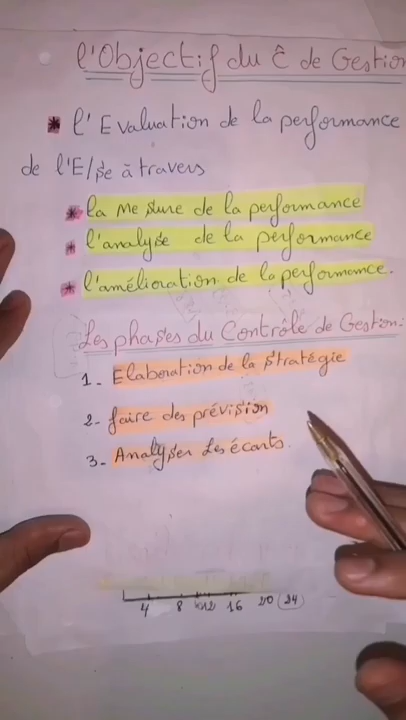 l'Objectif du Ĉ de Gestion
* l'Evaluation de la performance
de l'E/se à travers
* la Mesure de la performance
* l'analyse de la performance
* l'amélioration de la performance.
Les phases du Contrôle de Gestion:
1- Elaboration de la stratégie
2- faire des prévision
3- Analyser les écarts.
4 8 12 16 20 24